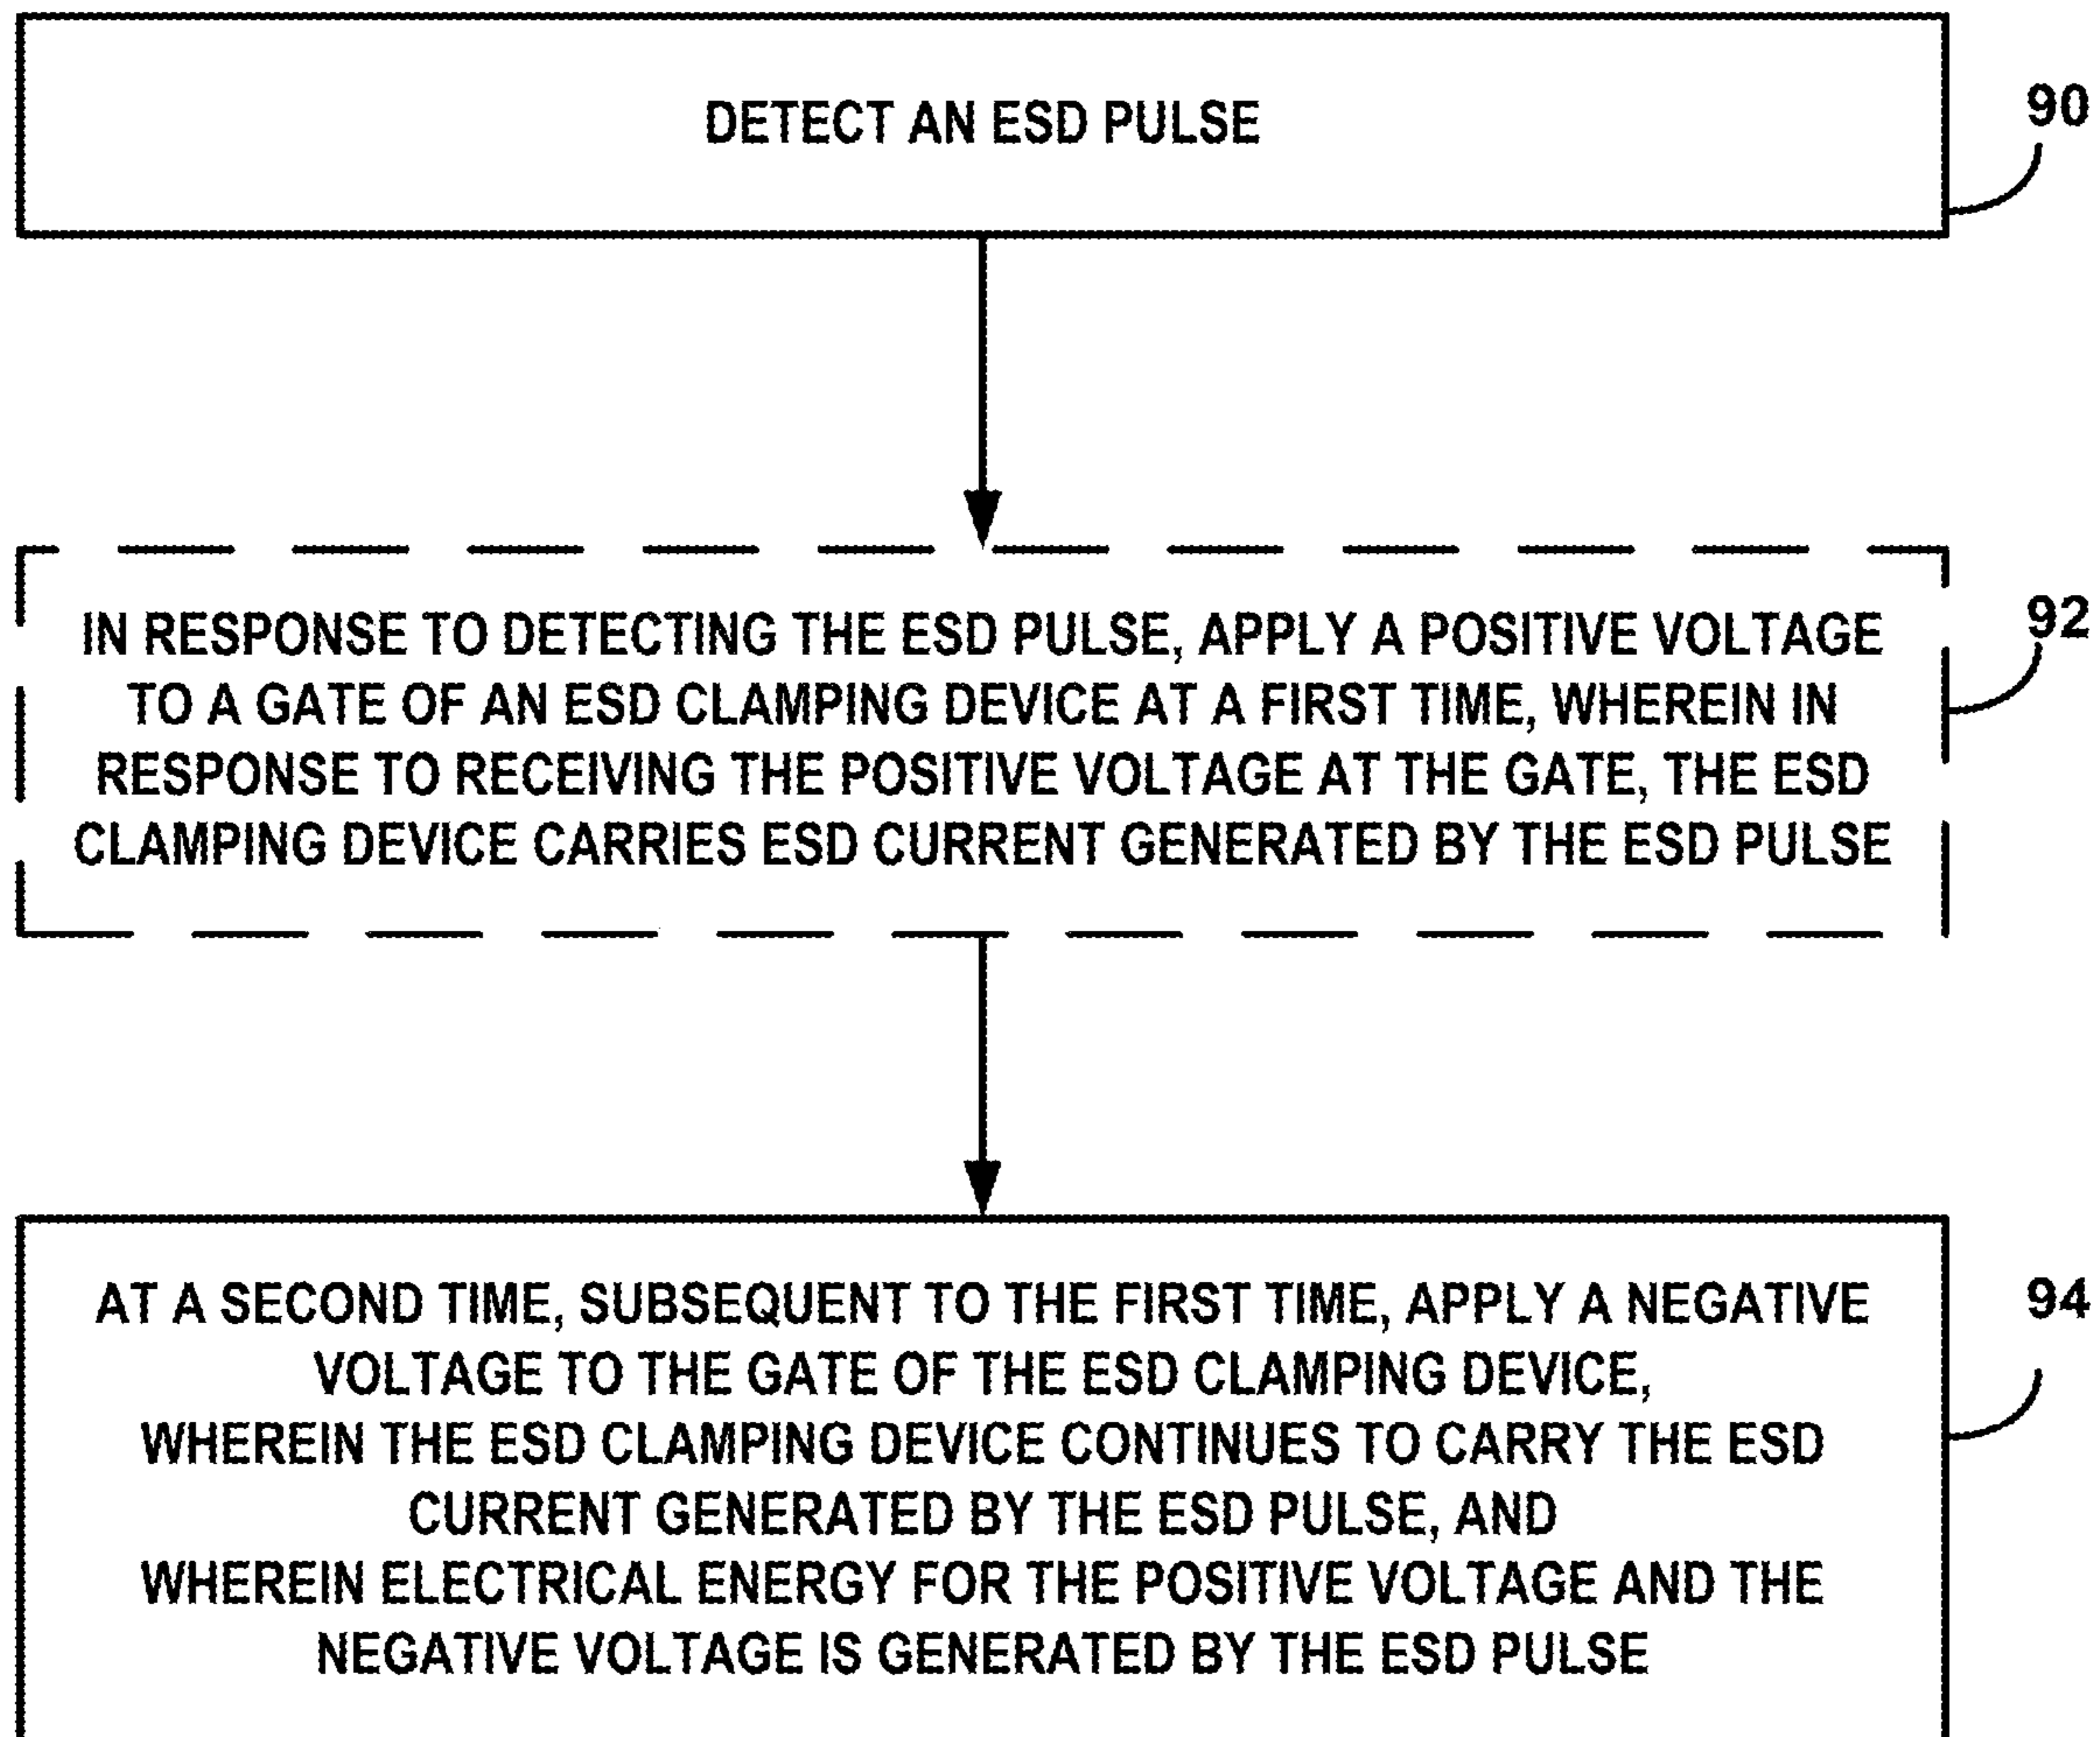 DETECT AN ESD PULSE
90
IN RESPONSE TO DETECTING THE ESD PULSE, APPLY A POSITIVE VOLTAGE
TO A GATE OF AN ESD CLAMPING DEVICE AT A FIRST TIME, WHEREIN IN
RESPONSE TO RECEIVING THE POSITIVE VOLTAGE AT THE GATE, THE ESD
CLAMPING DEVICE CARRIES ESD CURRENT GENERATED BY THE ESD PULSE
92
AT A SECOND TIME, SUBSEQUENT TO THE FIRST TIME, APPLY A NEGATIVE
VOLTAGE TO THE GATE OF THE ESD CLAMPING DEVICE,
WHEREIN THE ESD CLAMPING DEVICE CONTINUES TO CARRY THE ESD
CURRENT GENERATED BY THE ESD PULSE, AND
WHEREIN ELECTRICAL ENERGY FOR THE POSITIVE VOLTAGE AND THE
NEGATIVE VOLTAGE IS GENERATED BY THE ESD PULSE
94